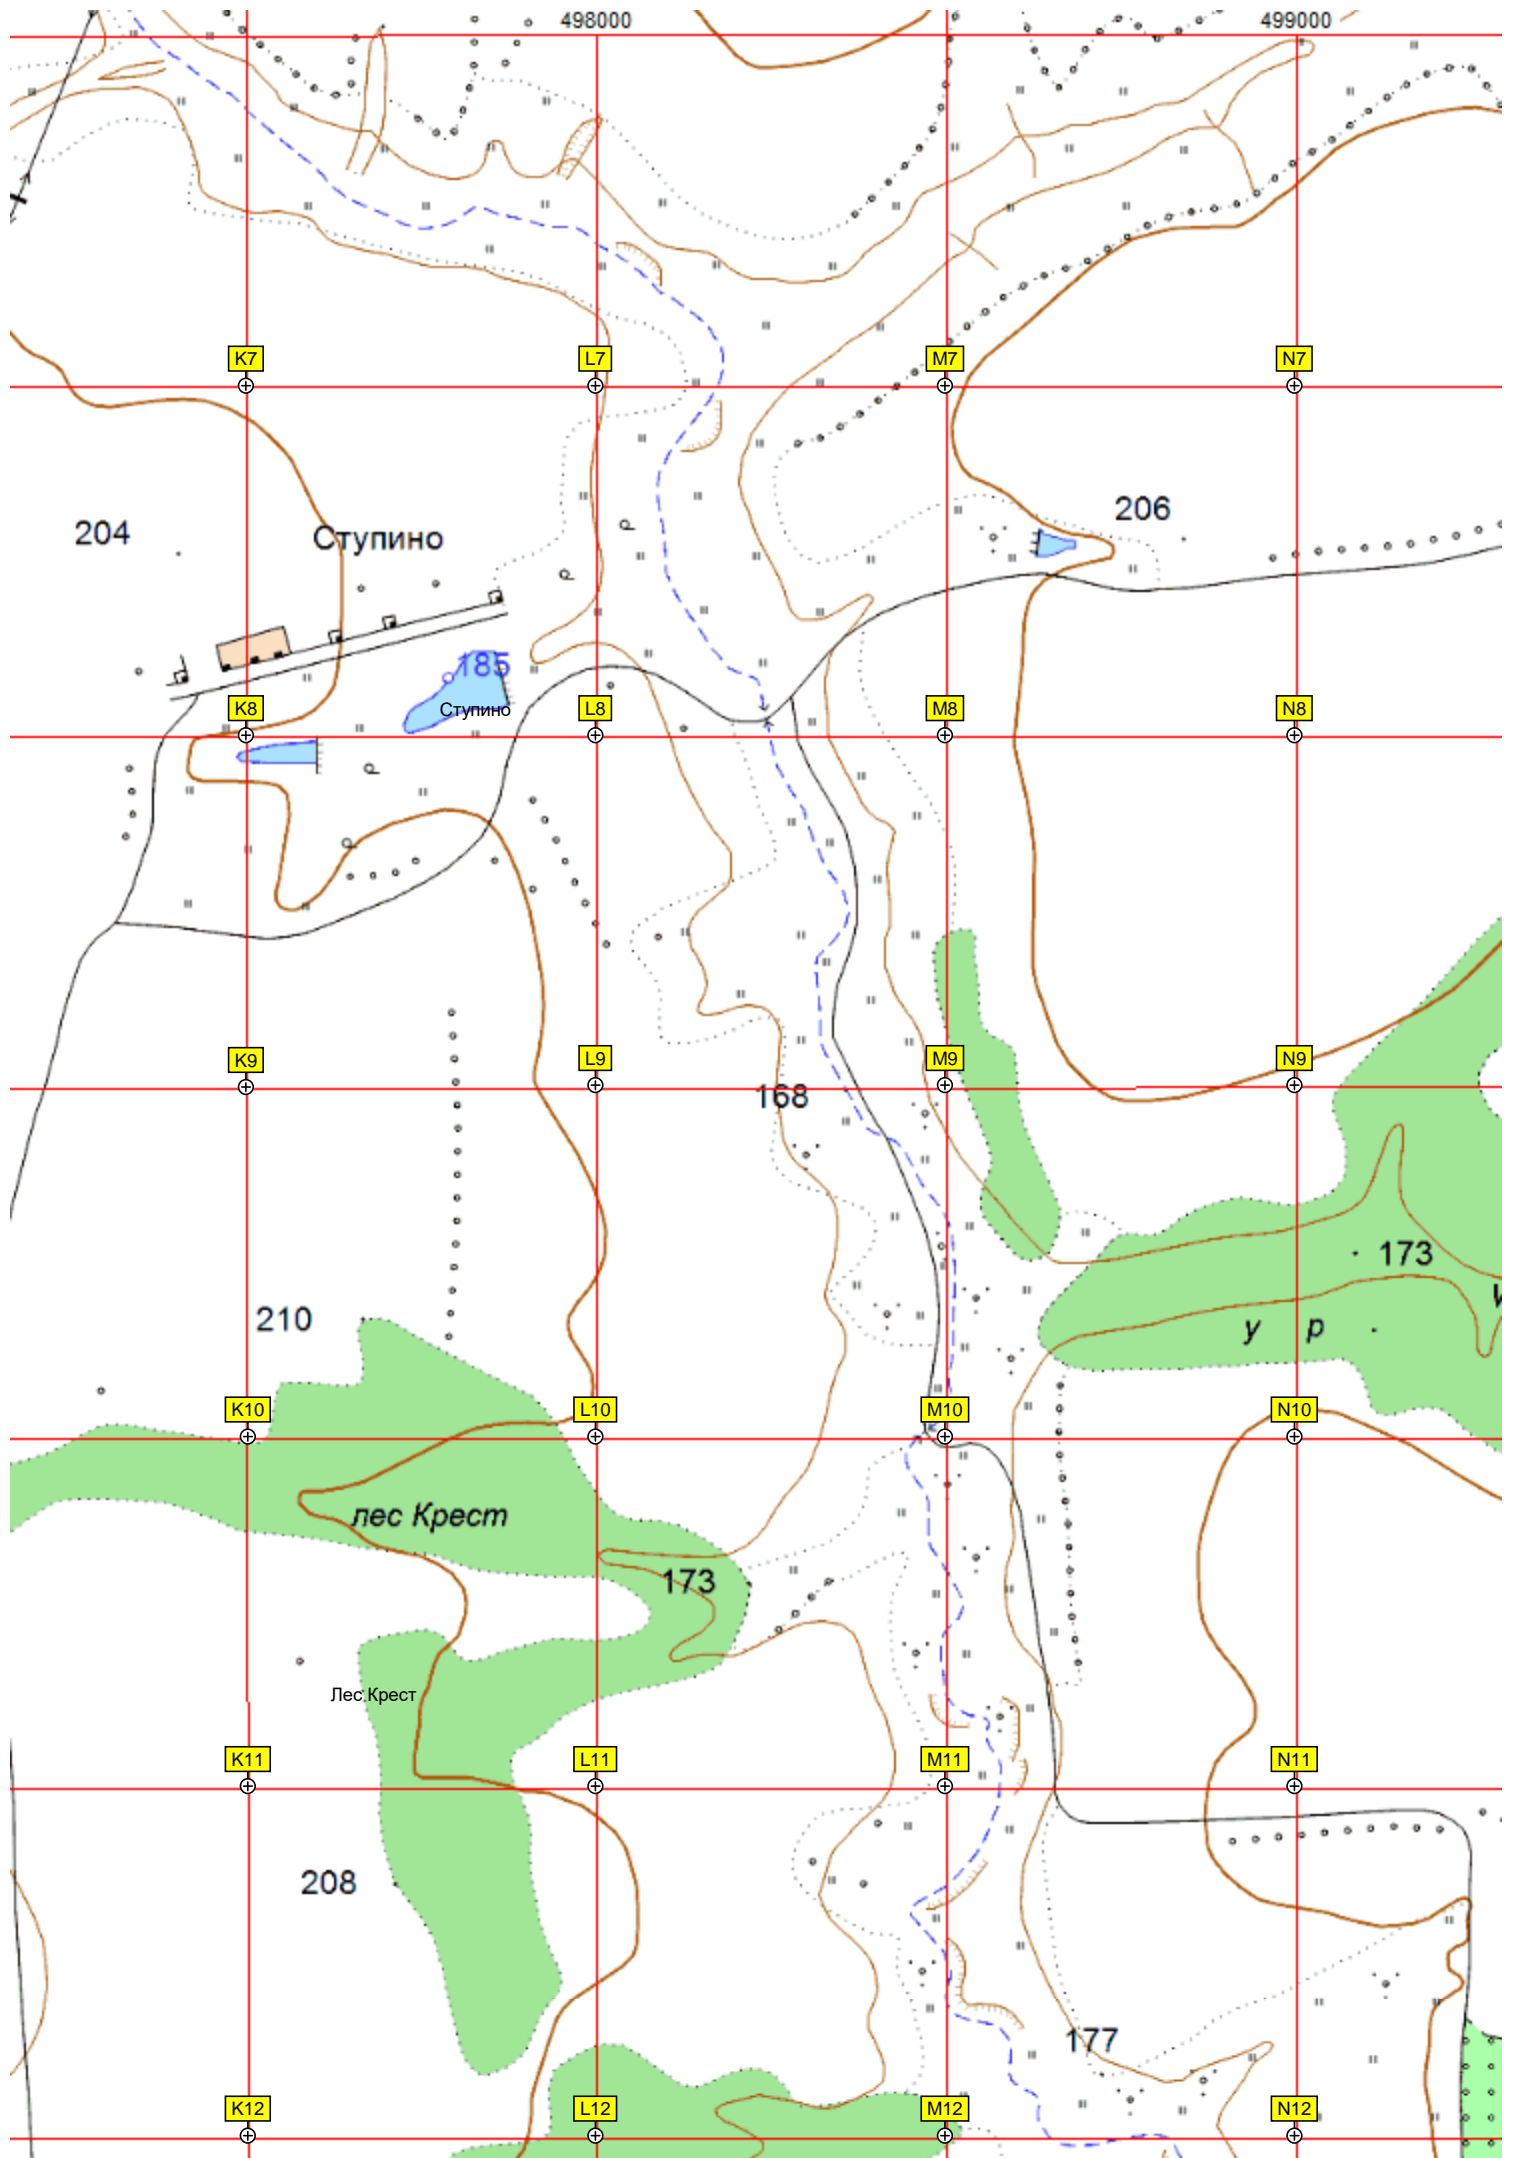 498000 499000
K7 L7 M7 N7
206
204 Ступино
185
K8 Ступино L8 M8 N8
K9 L9 M9 N9
168
173
210
у р
K10 L10 M10 N10
лес Крест
173
Лес Крест
K11 L11 M11 N11
208
177
K12 L12 M12 N12